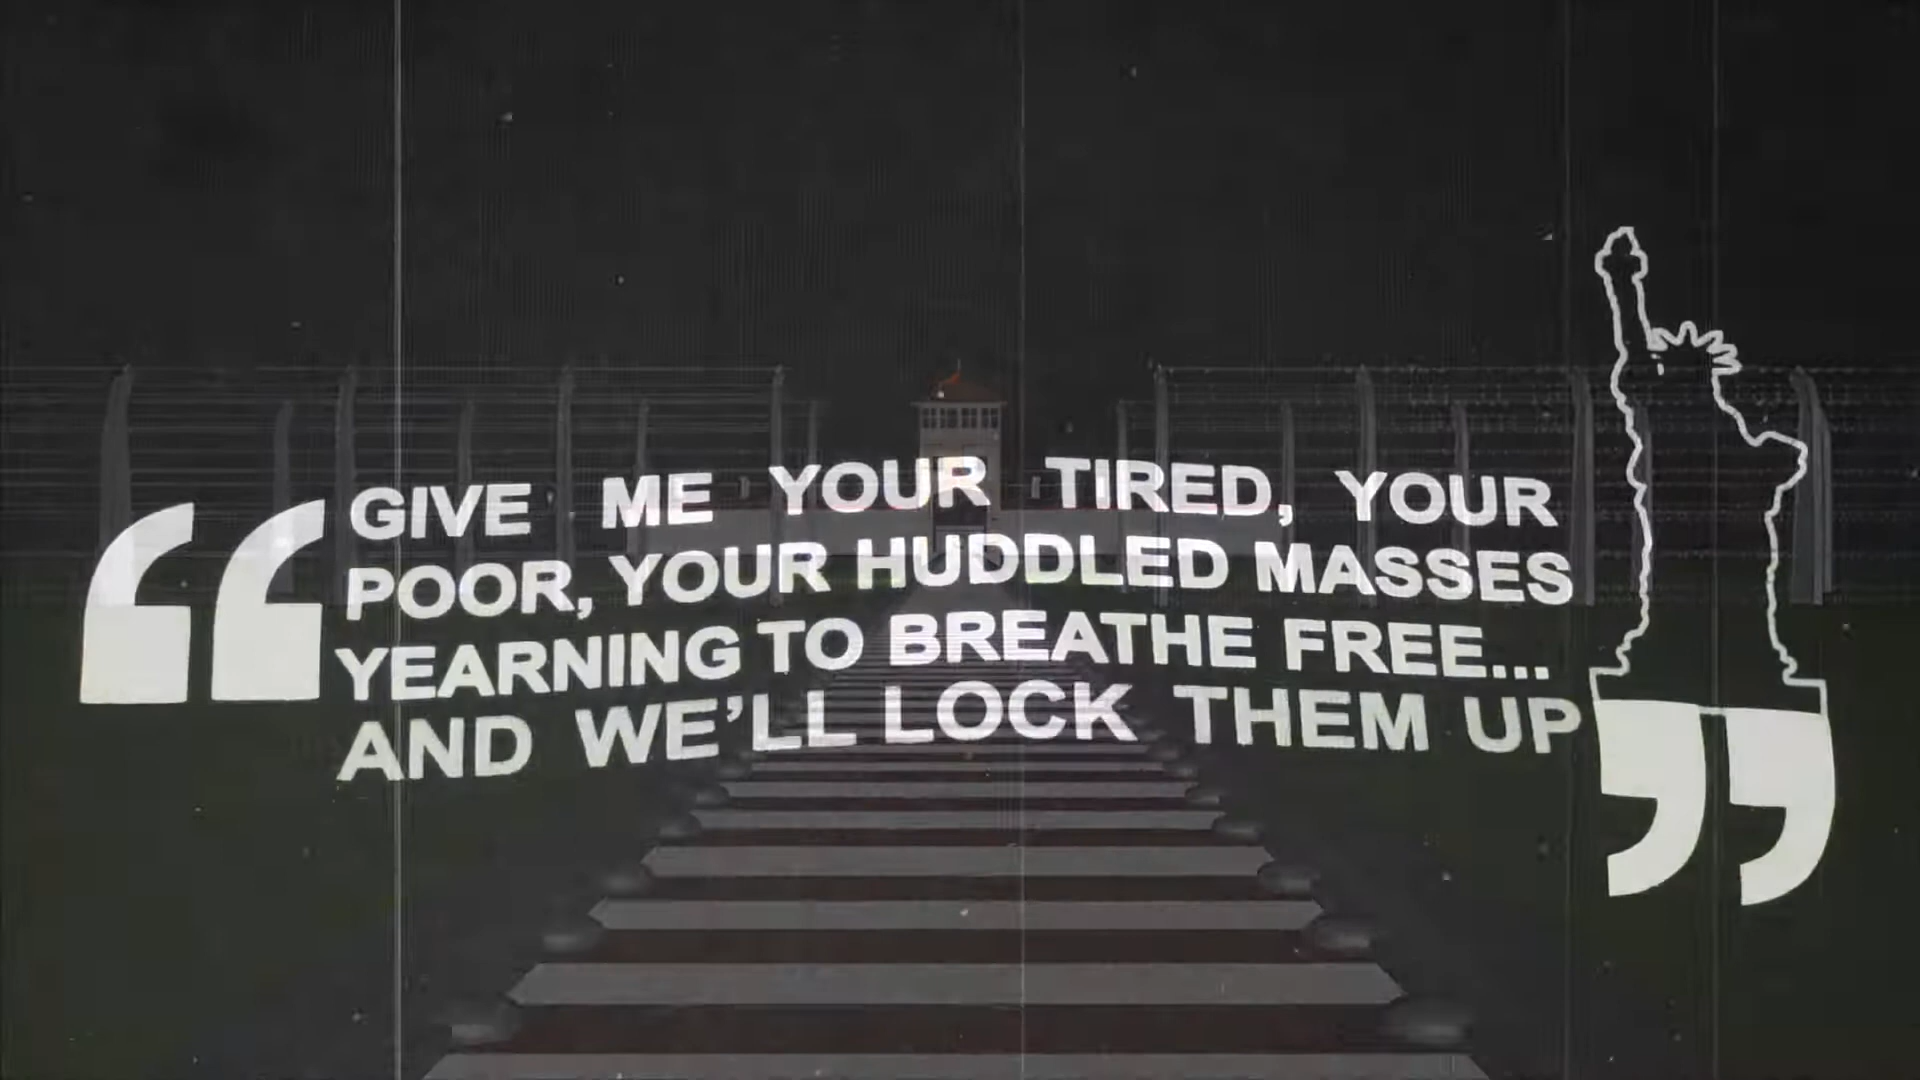 “GIVE ME YOUR TIRED, YOUR
POOR, YOUR HUDDLED MASSES
YEARNING TO BREATHE FREE...
AND WE’LL LOCK THEM UP”